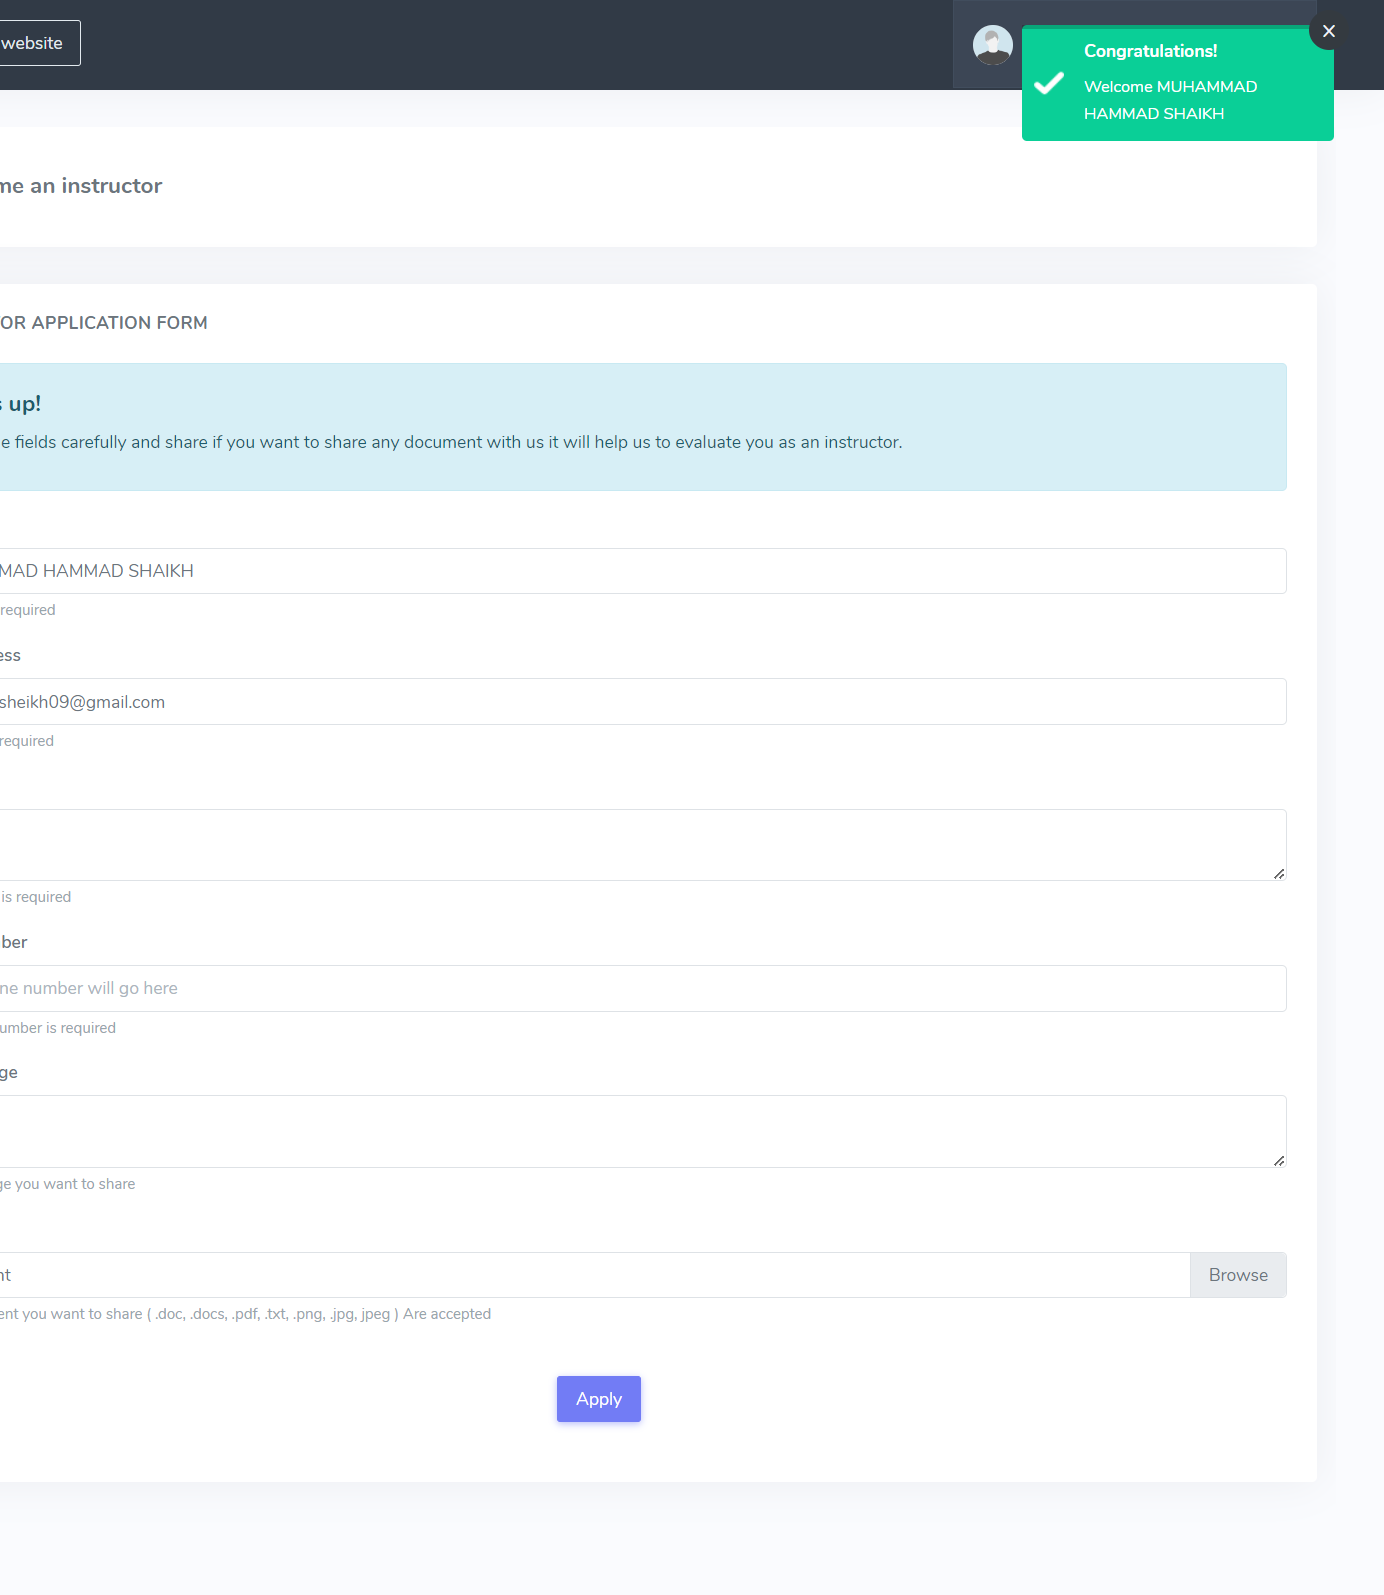 website
Congratulations!
Welcome MUHAMMAD
HAMMAD SHAIKH
me an instructor
OR APPLICATION FORM
s up!
e fields carefully and share if you want to share any document with us it will help us to evaluate you as an instructor.
MAD HAMMAD SHAIKH
required
ess
sheikh09@gmail.com
required
is required
ber
ne number will go here
umber is required
ge
ge you want to share
nt
Browse
ent you want to share ( .doc, .docs, .pdf, .txt, .png, .jpg, jpeg ) Are accepted
Apply